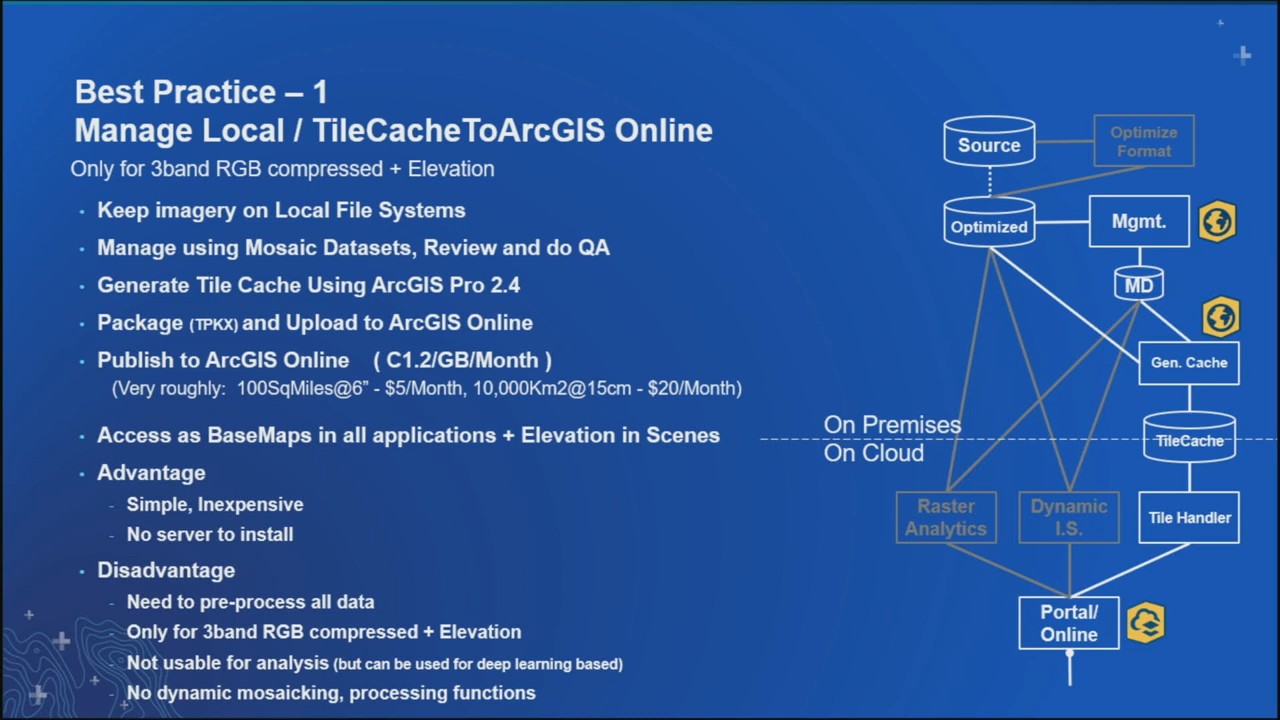 Best Practice – 1
Manage Local / TileCacheToArcGIS Online
Only for 3band RGB compressed + Elevation
Keep imagery on Local File Systems
Manage using Mosaic Datasets, Review and do QA
Generate Tile Cache Using ArcGIS Pro 2.4
Package (TPKX) and Upload to ArcGIS Online
Publish to ArcGIS Online ( C1.2/GB/Month )
(Very roughly: 100SqMiles@6” - $5/Month, 10,000Km2@15cm - $20/Month)
Access as BaseMaps in all applications + Elevation in Scenes
Advantage
- Simple, Inexpensive
- No server to install
Disadvantage
- Need to pre-process all data
- Only for 3band RGB compressed + Elevation
- Not usable for analysis (but can be used for deep learning based)
- No dynamic mosaicking, processing functions
Source
Optimize
Format
Optimized
Mgmt.
MD
Gen. Cache
On Premises
On Cloud
TileCache
Raster
Analytics
Dynamic
I.S.
Tile Handler
Portal/
Online